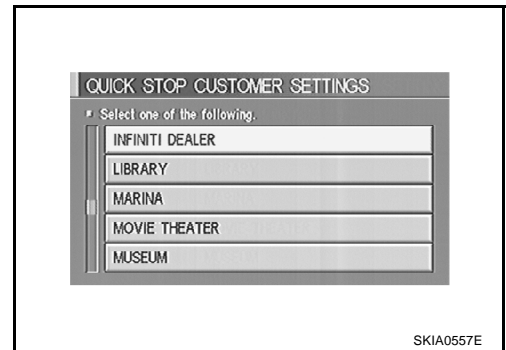 QUICK STOP CUSTOMER SETTINGS
Select one of the following.
INFINITI DEALER
LIBRARY
MARINA
MOVIE THEATER
MUSEUM
SKIA0557E